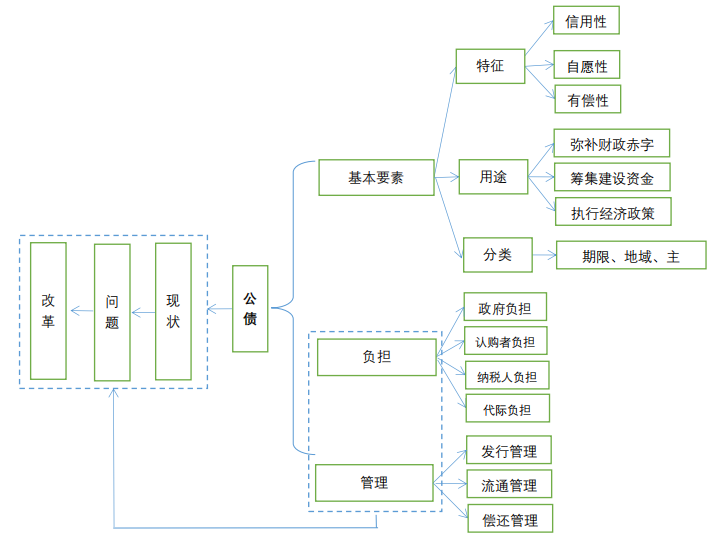 信用性
特征
自愿性
有偿性
弥补财政赤字
基本要素
用途
筹集建设资金
执行经济政策
分类
期限、地域、主
改
革
问
题
现
状
公
债
政府负担
认购者负担
负担
纳税人负担
代际负担
发行管理
管理
流通管理
偿还管理